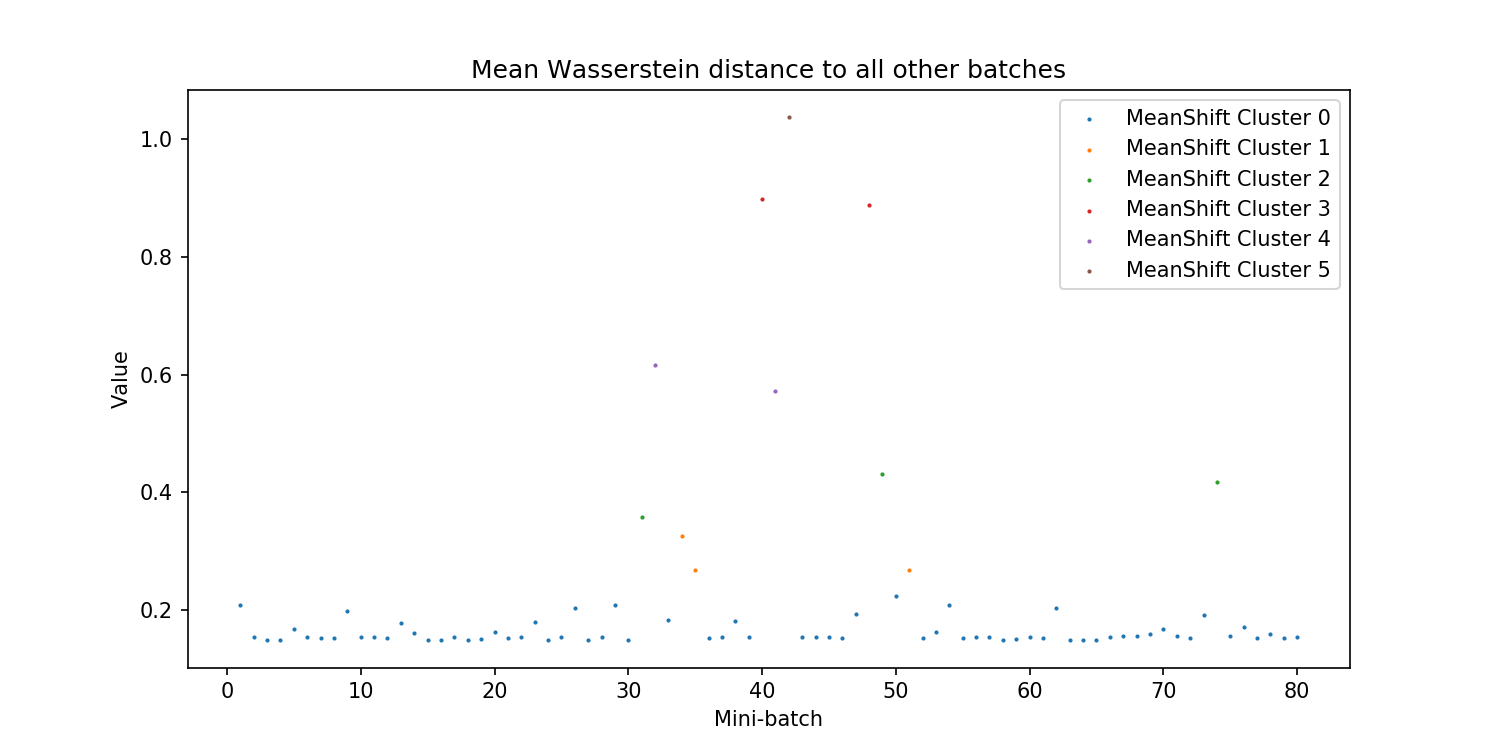 Mean Wasserstein distance to all other batches
MeanShift Cluster 0
MeanShift Cluster 1
MeanShift Cluster 2
MeanShift Cluster 3
MeanShift Cluster 4
MeanShift Cluster 5
1.0
0.8
0.6
0.4
0.2
Value
0 10 20 30 40 50 60 70 80
Mini-batch